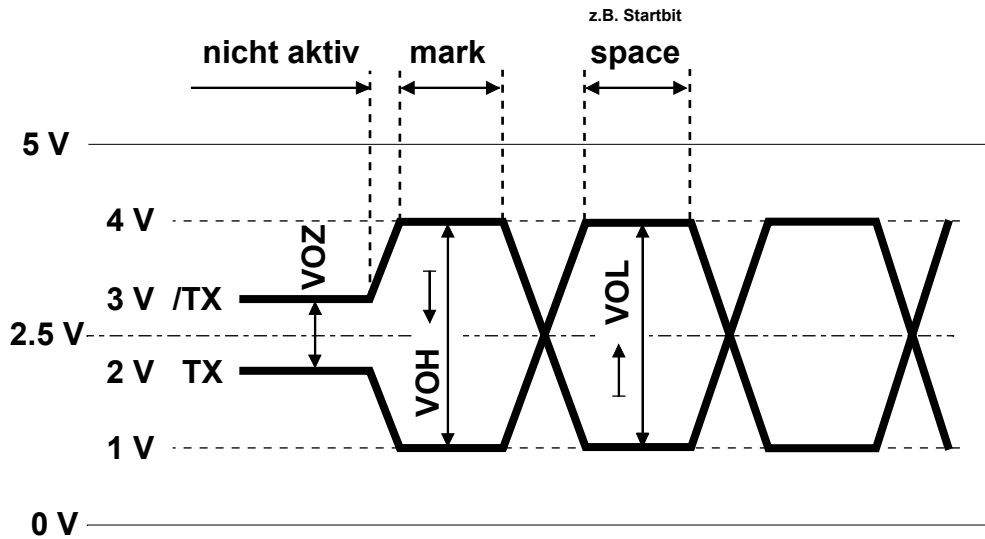 z.B. Startbit
nicht aktiv mark space
5 V
4 V
VOZ
3 V /TX
2.5 V
VOH
VOL
2 V TX
1 V
0 V